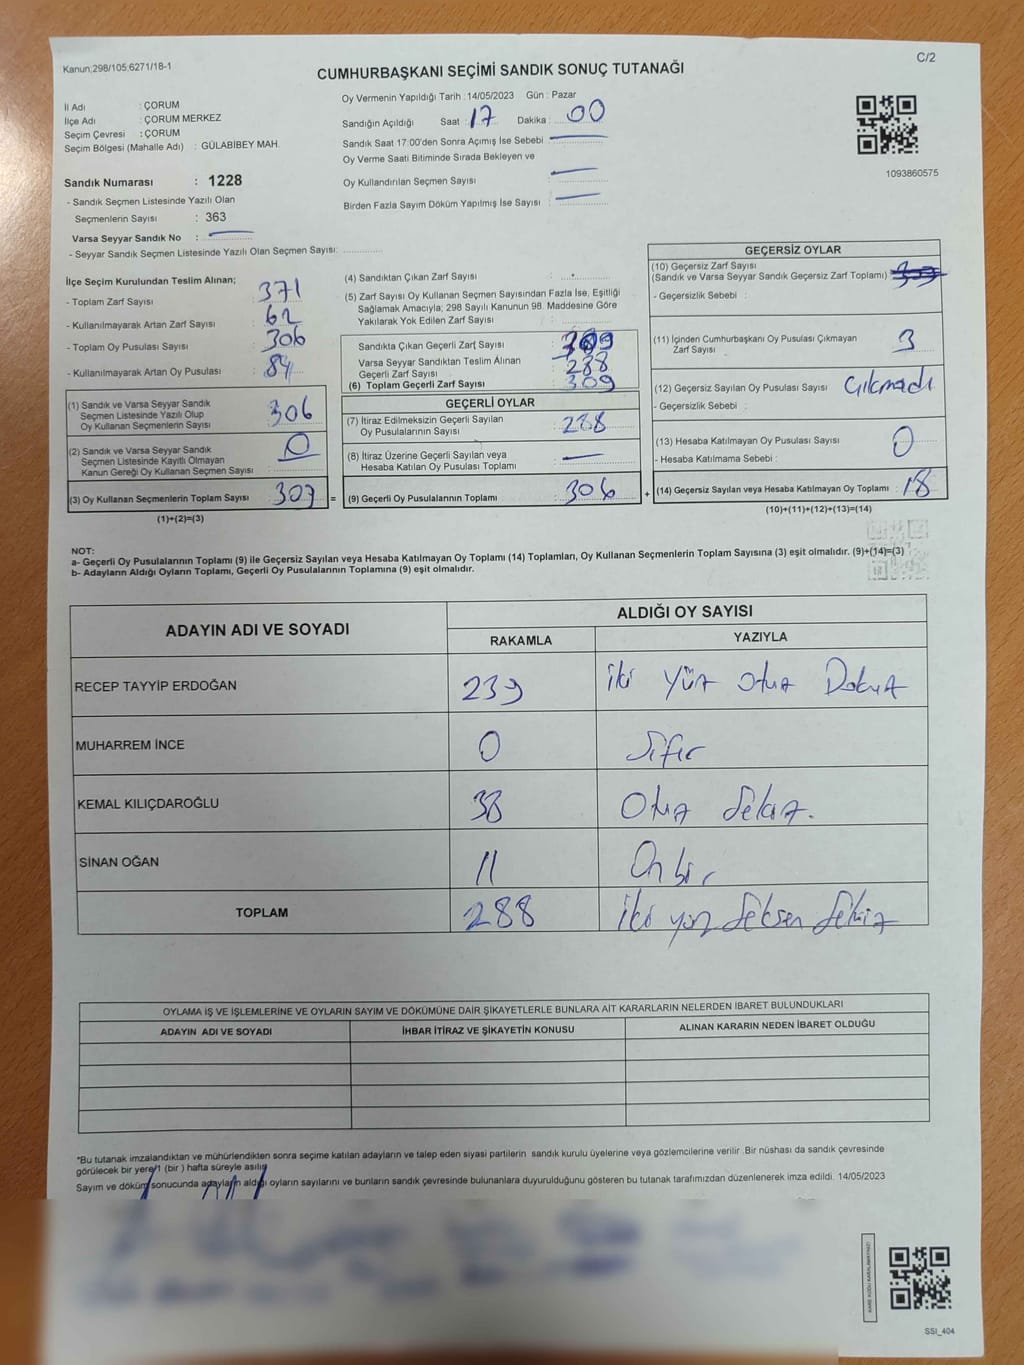 Kanun;298/105;6271/18-1
C/2
CUMHURBAŞKANI SEÇİMİ SANDIK SONUÇ TUTANAĞI
İl Adı : ÇORUM
İlçe Adı : ÇORUM MERKEZ
Seçim Çevresi : ÇORUM
Seçim Bölgesi (Mahalle Adı) : GÜLABİBEY MAH.
Sandık Numarası : 1228
- Sandık Seçmen Listesinde Yazılı Olan
Seçmenlerin Sayısı : 363
Varsa Seyyar Sandık No :
- Seyyar Sandık Seçmen Listesinde Yazılı Olan Seçmen Sayısı:
Oy Vermenin Yapıldığı Tarih : 14/05/2023 Gün : Pazar
Sandığın Açıldığı Saat : 17 Dakika : 00
Sandık Saat 17:00'den Sonra Açımış İse Sebebi :
Oy Verme Saati Bitiminde Sırada Bekleyen ve
Oy Kullandırılan Seçmen Sayısı :
Birden Fazla Sayım Döküm Yapılmış İse Sayısı :
1093860575
İlçe Seçim Kurulundan Teslim Alınan;
- Toplam Zarf Sayısı : 371
- Kullanılmayarak Artan Zarf Sayısı : 62
- Toplam Oy Pusulası Sayısı : 306
- Kullanılmayarak Artan Oy Pusulası : 84
(1) Sandık ve Varsa Seyyar Sandık
Seçmen Listesinde Yazılı Olup
Oy Kullanan Seçmenlerin Sayısı : 306
(2) Sandık ve Varsa Seyyar Sandık
Seçmen Listesinde Kayıtlı Olmayan
Kanun Gereği Oy Kullanan Seçmen Sayısı : 0
(3) Oy Kullanan Seçmenlerin Toplam Sayısı : =
(1)+(2)=(3)
(4) Sandıktan Çıkan Zarf Sayısı :
(5) Zarf Sayısı Oy Kullanan Seçmen Sayısından Fazla İse, Eşitliği
Sağlamak Amacıyla; 298 Sayılı Kanunun 98. Maddesine Göre
Yakılarak Yok Edilen Zarf Sayısı :
Sandıkta Çıkan Geçerli Zarf Sayısı :
Varsa Seyyar Sandıktan Teslim Alınan
Geçerli Zarf Sayısı : 288
(6) Toplam Geçerli Zarf Sayısı : 309
GEÇERLİ OYLAR
(7) İtiraz Edilmeksizin Geçerli Sayılan
Oy Pusulalarının Sayısı : 288
(8) İtiraz Üzerine Geçerli Sayılan veya
Hesaba Katılan Oy Pusulası Toplamı :
(9) Geçerli Oy Pusulalarının Toplamı : 306 +
GEÇERSİZ OYLAR
(10) Geçersiz Zarf Sayısı
(Sandık ve Varsa Seyyar Sandık Geçersiz Zarf Toplamı) :
- Geçersizlik Sebebi :
(11) İçinden Cumhurbaşkanı Oy Pusulası Çıkmayan
Zarf Sayısı : 3
(12) Geçersiz Sayılan Oy Pusulası Sayısı : Çıkmadı
- Geçersizlik Sebebi :
(13) Hesaba Katılmayan Oy Pusulası Sayısı : 0
- Hesaba Katılmama Sebebi :
(14) Geçersiz Sayılan veya Hesaba Katılmayan Oy Toplamı : 18
(10)+(11)+(12)+(13)=(14)
NOT:
a- Geçerli Oy Pusulalarının Toplamı (9) ile Geçersiz Sayılan veya Hesaba Katılmayan Oy Toplamı (14) Toplamları, Oy Kullanan Seçmenlerin Toplam Sayısına (3) eşit olmalıdır. (9)+(14)=(3)
b- Adayların Aldığı Oyların Toplamı, Geçerli Oy Pusulalarının Toplamına (9) eşit olmalıdır.
ADAYIN ADI VE SOYADI
ALDIĞI OY SAYISI
RAKAMLA YAZIYLA
RECEP TAYYİP ERDOĞAN 239 iki yüz otuz Dokuz
MUHARREM İNCE 0 Sıfır
KEMAL KILIÇDAROĞLU 38 Otuz Sekiz.
SİNAN OĞAN 11 On bir
TOPLAM 288 iki yüz Seksen Sekiz
OYLAMA İŞ VE İŞLEMLERİNE VE OYLARIN SAYIM VE DÖKÜMÜNE DAİR ŞİKAYETLERLE BUNLARA AİT KARARLARIN NELERDEN İBARET BULUNDUKLARI
ADAYIN ADI VE SOYADI İHBAR İTİRAZ VE ŞİKAYETİN KONUSU ALINAN KARARIN NEDEN İBARET OLDUĞU
*Bu tutanak imzalandıktan ve mühürlendikten sonra seçime katılan adayların ve talep eden siyasi partilerin sandık kurulu üyelerine veya gözlemcilerine verilir. Bir nüshası da sandık çevresinde
görülecek bir yere 1 (bir) hafta süreyle asılır.
Sayım ve döküm sonucunda adayların aldığı oyların sayılarını ve bunların sandık çevresinde bulunanlara duyurulduğunu gösteren bu tutanak tarafımızdan düzenlenerek imza edildi. 14/05/2023
SSI_404